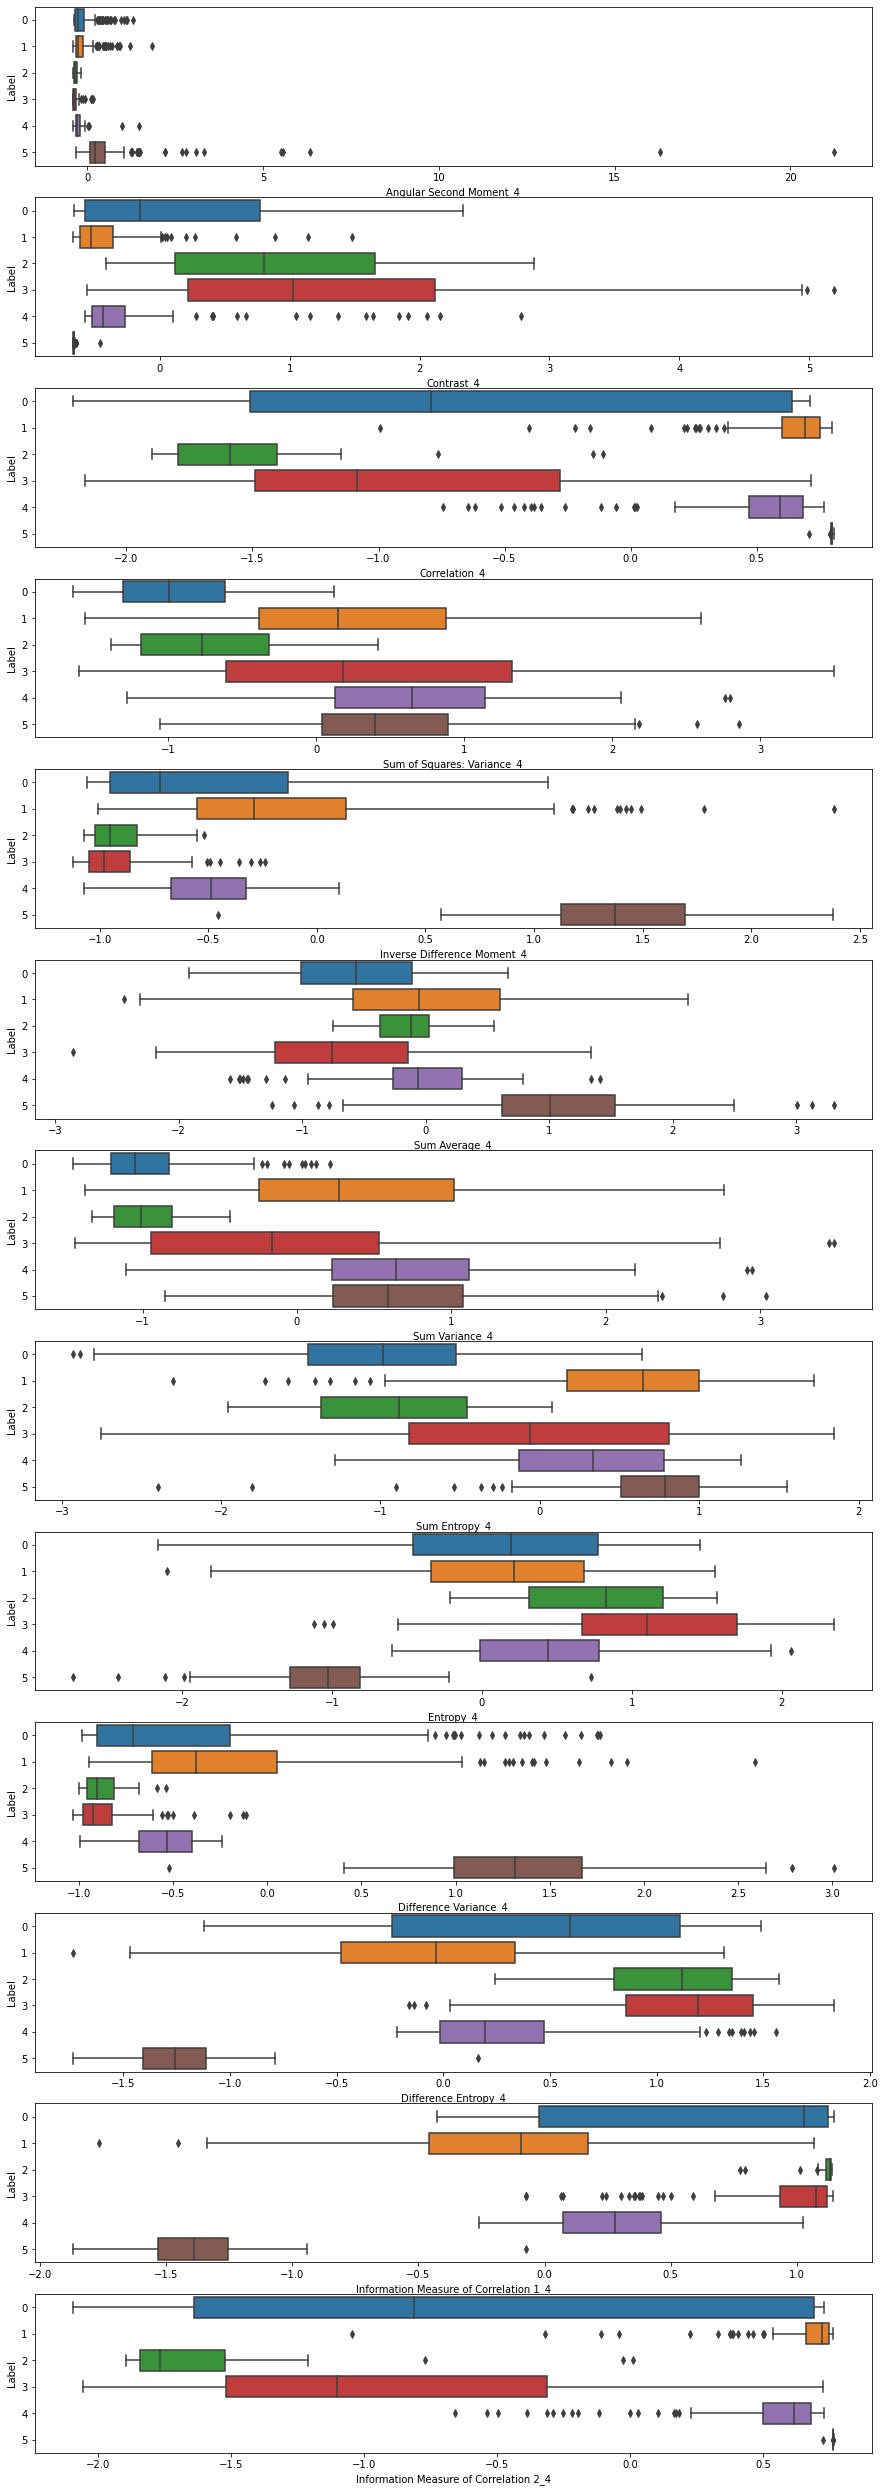 Label
0
1
2
3
4
5
0 5 10 15 20
Angular Second Moment_4
Label
0
1
2
3
4
5
0 1 2 3 4 5
Contrast_4
Label
0
1
2
3
4
5
−2.0 −1.5 −1.0 −0.5 0.0 0.5
Correlation_4
Label
0
1
2
3
4
5
−1 0 1 2 3
Sum of Squares: Variance_4
Label
0
1
2
3
4
5
−1.0 −0.5 0.0 0.5 1.0 1.5 2.0 2.5
Inverse Difference Moment_4
Label
0
1
2
3
4
5
−3 −2 −1 0 1 2 3
Sum Average_4
Label
0
1
2
3
4
5
−1 0 1 2 3
Sum Variance_4
Label
0
1
2
3
4
5
−3 −2 −1 0 1 2
Sum Entropy_4
Label
0
1
2
3
4
5
−2 −1 0 1 2
Entropy_4
Label
0
1
2
3
4
5
−1.0 −0.5 0.0 0.5 1.0 1.5 2.0 2.5 3.0
Difference Variance_4
Label
0
1
2
3
4
5
−1.5 −1.0 −0.5 0.0 0.5 1.0 1.5 2.0
Difference Entropy_4
Label
0
1
2
3
4
5
−2.0 −1.5 −1.0 −0.5 0.0 0.5 1.0
Information Measure of Correlation 1_4
Label
0
1
2
3
4
5
−2.0 −1.5 −1.0 −0.5 0.0 0.5
Information Measure of Correlation 2_4